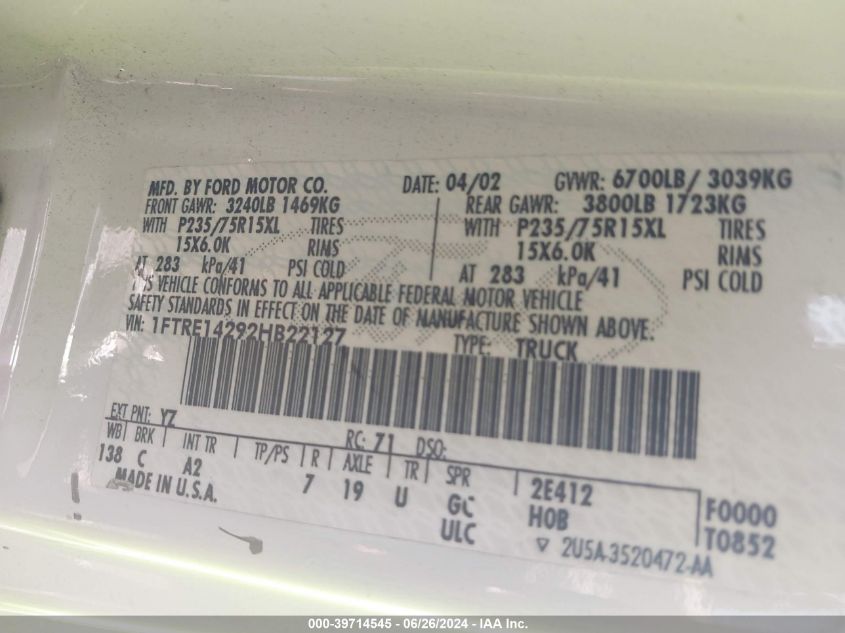 MFD. BY FORD MOTOR CO. DATE: 04/02 GVWR: 6700LB/ 3039KG
FRONT GAWR: 3240LB 1469KG REAR GAWR: 3800LB 1723KG
WITH P235/75R15XL TIRES WITH P235/75R15XL TIRES
15X6.0K RIMS 15X6.0K RIMS
AT 283 kPa/41 PSI COLD AT 283 kPa/41 PSI COLD
THIS VEHICLE CONFORMS TO ALL APPLICABLE FEDERAL MOTOR VEHICLE
SAFETY STANDARDS IN EFFECT ON THE DATE OF MANUFACTURE SHOWN ABOVE.
VIN: 1FTRE14292HB22127 TYPE: TRUCK
EXT PNT: YZ RC: 71 DSO:
WB BRK INT TR TP/PS R AXLE TR SPR
138 C A2 7 19 U GC 2E412 F0000
MADE IN U.S.A. ULC HOB T0852
2U5A-3520472-AA
000-39714545 - 06/26/2024 - IAA Inc.